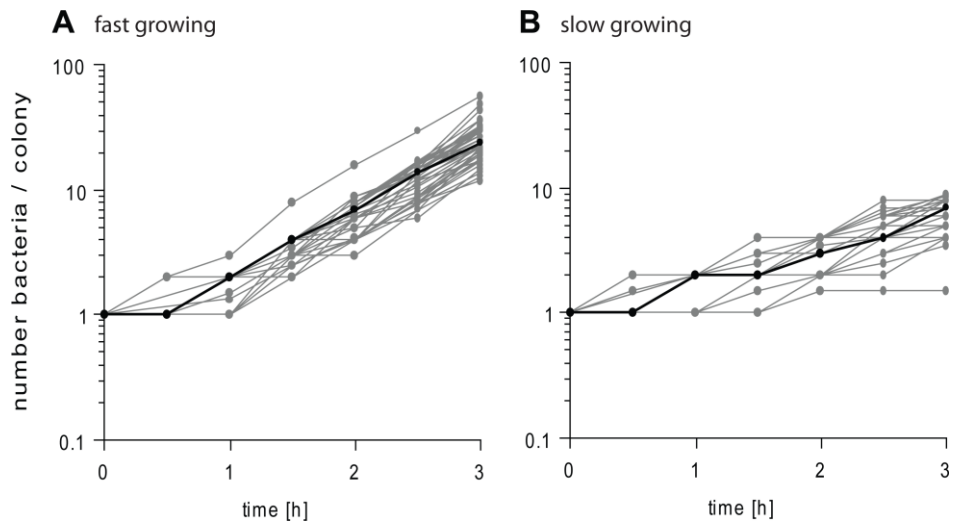 A fast growing
B slow growing
number bacteria / colony
100
10
1
0.1
0 1 2 3
time [h]
100
10
1
0.1
0 1 2 3
time [h]